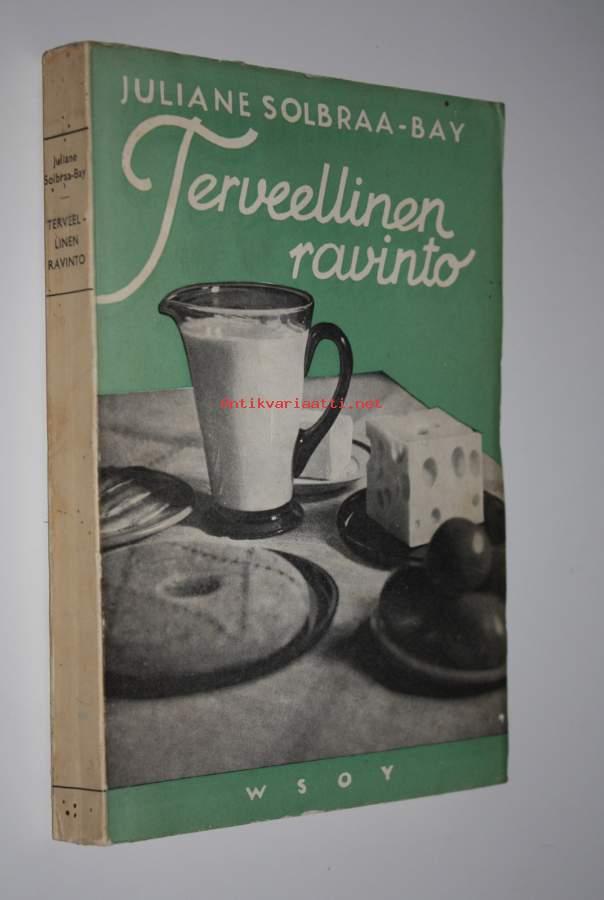 JULIANE SOLBRAA-BAY
Terveellinen
ravinto
WSOY
Juliane
Solbraa-Bay
TERVEEL-
LINEN
RAVINTO
Antikvariaatti.net